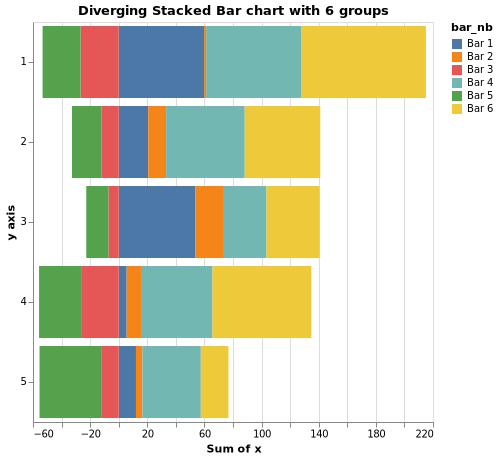 Diverging Stacked Bar chart with 6 groups
bar_nb
Bar 1
Bar 2
Bar 3
Bar 4
Bar 5
Bar 6
y axis
1
2
3
4
5
−60 −20 20 60 100 140 180 220
Sum of x